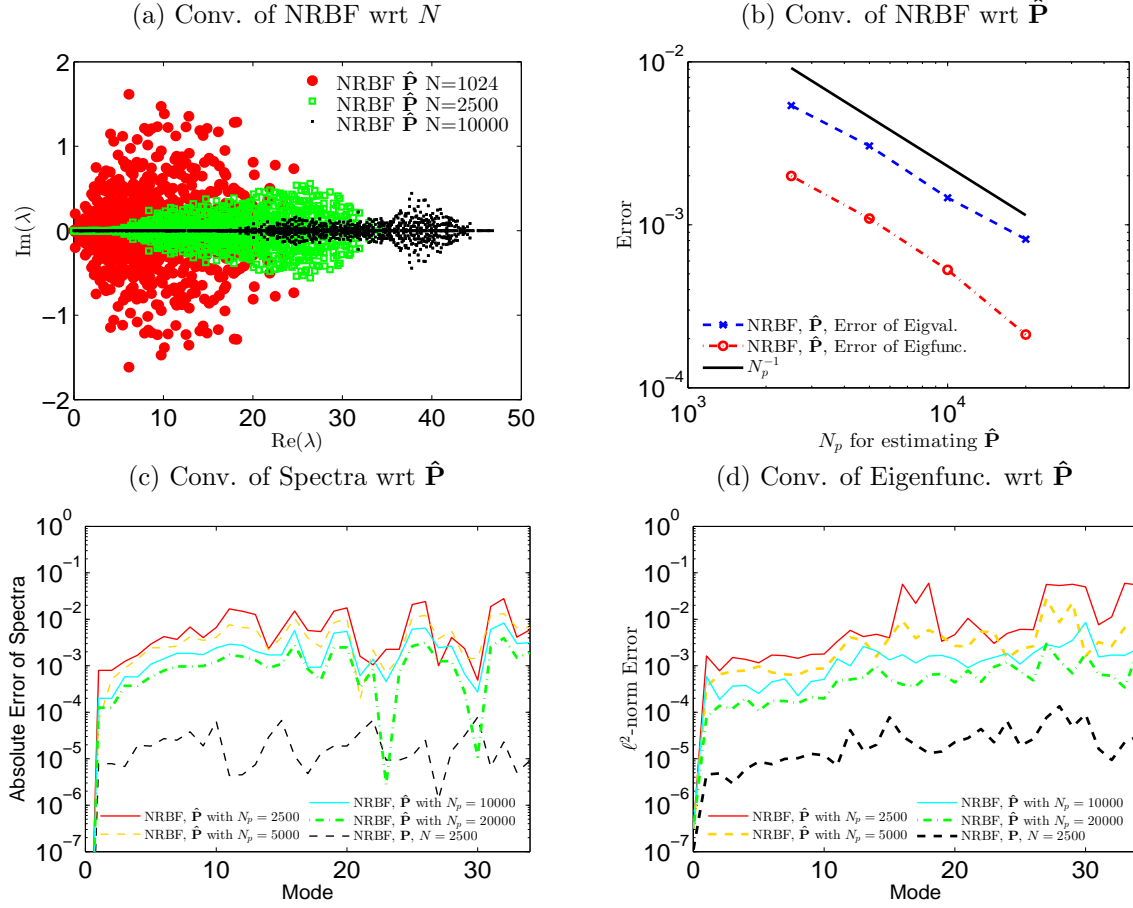 (a) Conv. of NRBF wrt N
2
1
0
−1
−2
Im(λ)
NRBF P̂ N=1024
NRBF P̂ N=2500
NRBF P̂ N=10000
0 10 20 30 40 50
Re(λ)
(b) Conv. of NRBF wrt P̂
10^−2
10^−3
10^−4
Error
NRBF, P̂, Error of Eigval.
NRBF, P̂, Error of Eigfunc.
N_p^−1
10^3 10^4
N_p for estimating P̂
(c) Conv. of Spectra wrt P̂
10^0
10^−1
10^−2
10^−3
10^−4
10^−5
10^−6
10^−7
Absolute Error of Spectra
NRBF, P̂ with N_p = 2500
NRBF, P̂ with N_p = 5000
NRBF, P̂ with N_p = 10000
NRBF, P̂ with N_p = 20000
NRBF, P, N = 2500
0 10 20 30
Mode
(d) Conv. of Eigenfunc. wrt P̂
10^0
10^−1
10^−2
10^−3
10^−4
10^−5
10^−6
10^−7
ℓ²-norm Error
NRBF, P̂ with N_p = 2500
NRBF, P̂ with N_p = 5000
NRBF, P̂ with N_p = 10000
NRBF, P̂ with N_p = 20000
NRBF, P, N = 2500
0 10 20 30
Mode